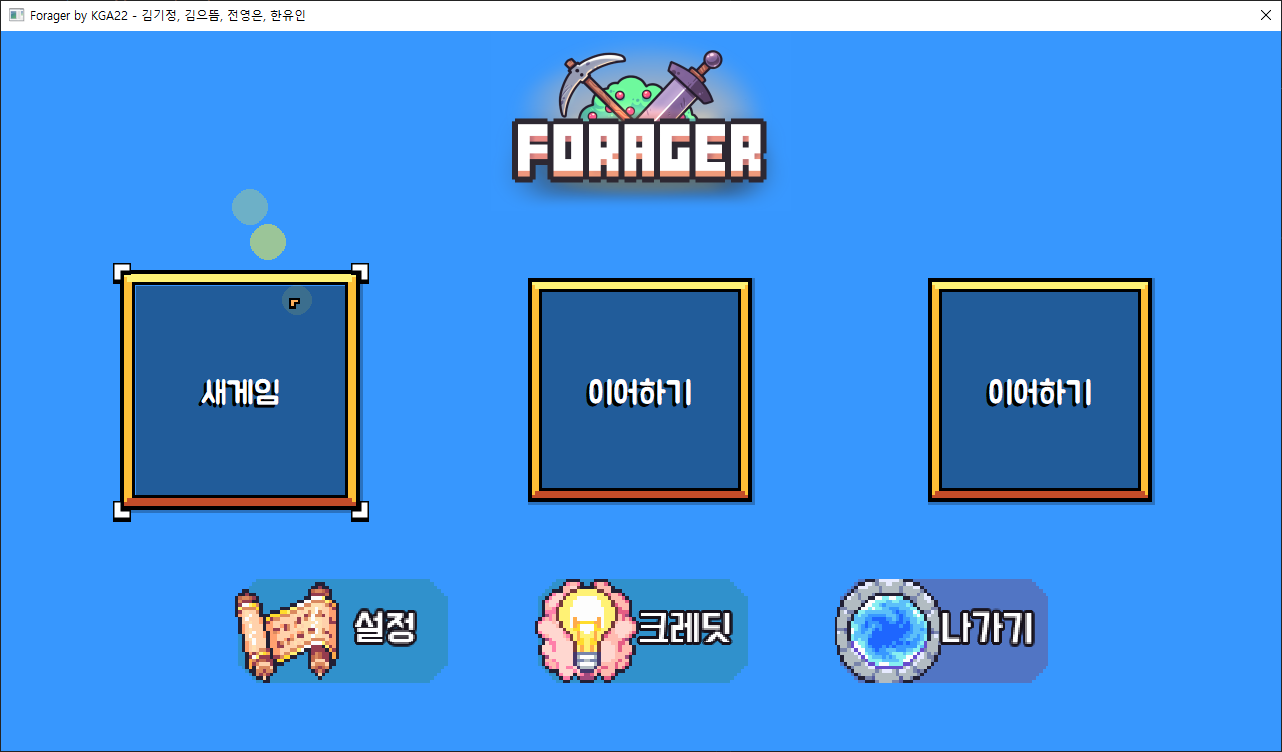 Forager by KGA22 - 김기정, 김으뜸, 전영은, 한유인
FORAGER
새게임
이어하기
이어하기
설정
크레딧
나가기